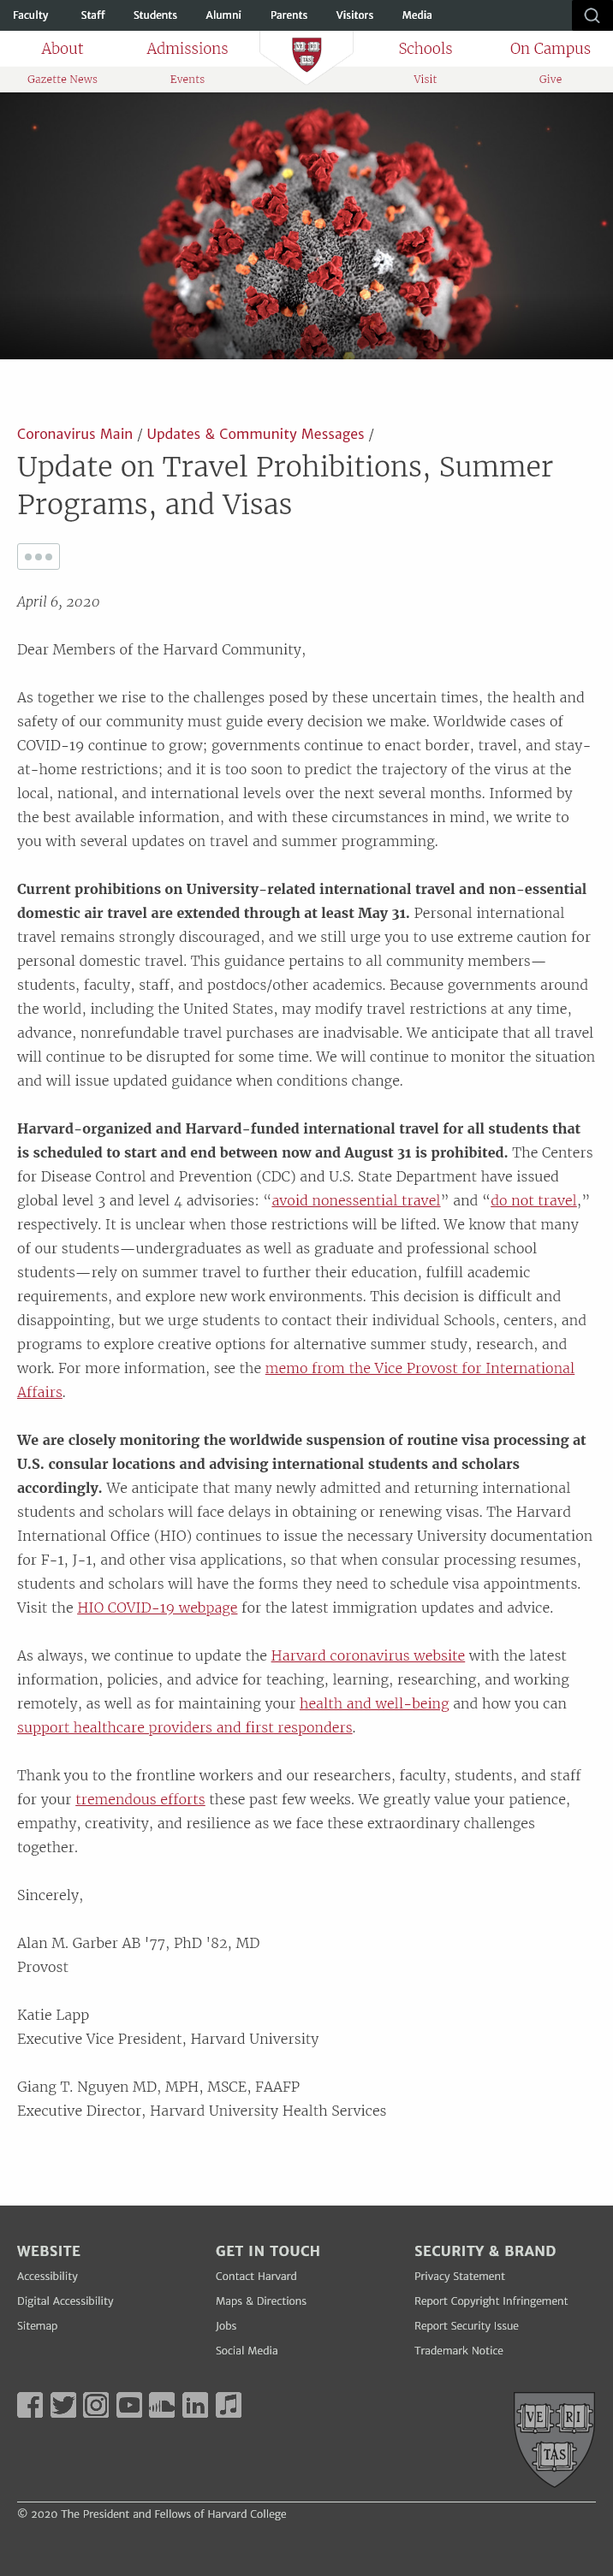 Faculty Staff Students Alumni Parents Visitors Media
About Admissions Schools On Campus
VE RI
TAS
Gazette News Events Visit Give
Coronavirus Main / Updates & Community Messages /
Update on Travel Prohibitions, Summer
Programs, and Visas
April 6, 2020
Dear Members of the Harvard Community,
As together we rise to the challenges posed by these uncertain times, the health and
safety of our community must guide every decision we make. Worldwide cases of
COVID-19 continue to grow; governments continue to enact border, travel, and stay-
at-home restrictions; and it is too soon to predict the trajectory of the virus at the
local, national, and international levels over the next several months. Informed by
the best available information, and with these circumstances in mind, we write to
you with several updates on travel and summer programming.
Current prohibitions on University-related international travel and non-essential
domestic air travel are extended through at least May 31. Personal international
travel remains strongly discouraged, and we still urge you to use extreme caution for
personal domestic travel. This guidance pertains to all community members—
students, faculty, staff, and postdocs/other academics. Because governments around
the world, including the United States, may modify travel restrictions at any time,
advance, nonrefundable travel purchases are inadvisable. We anticipate that all travel
will continue to be disrupted for some time. We will continue to monitor the situation
and will issue updated guidance when conditions change.
Harvard-organized and Harvard-funded international travel for all students that
is scheduled to start and end between now and August 31 is prohibited. The Centers
for Disease Control and Prevention (CDC) and U.S. State Department have issued
global level 3 and level 4 advisories: “avoid nonessential travel” and “do not travel,”
respectively. It is unclear when those restrictions will be lifted. We know that many
of our students—undergraduates as well as graduate and professional school
students—rely on summer travel to further their education, fulfill academic
requirements, and explore new work environments. This decision is difficult and
disappointing, but we urge students to contact their individual Schools, centers, and
programs to explore creative options for alternative summer study, research, and
work. For more information, see the memo from the Vice Provost for International
Affairs.
We are closely monitoring the worldwide suspension of routine visa processing at
U.S. consular locations and advising international students and scholars
accordingly. We anticipate that many newly admitted and returning international
students and scholars will face delays in obtaining or renewing visas. The Harvard
International Office (HIO) continues to issue the necessary University documentation
for F-1, J-1, and other visa applications, so that when consular processing resumes,
students and scholars will have the forms they need to schedule visa appointments.
Visit the HIO COVID-19 webpage for the latest immigration updates and advice.
As always, we continue to update the Harvard coronavirus website with the latest
information, policies, and advice for teaching, learning, researching, and working
remotely, as well as for maintaining your health and well-being and how you can
support healthcare providers and first responders.
Thank you to the frontline workers and our researchers, faculty, students, and staff
for your tremendous efforts these past few weeks. We greatly value your patience,
empathy, creativity, and resilience as we face these extraordinary challenges
together.
Sincerely,
Alan M. Garber AB '77, PhD '82, MD
Provost
Katie Lapp
Executive Vice President, Harvard University
Giang T. Nguyen MD, MPH, MSCE, FAAFP
Executive Director, Harvard University Health Services
WEBSITE
Accessibility
Digital Accessibility
Sitemap
GET IN TOUCH
Contact Harvard
Maps & Directions
Jobs
Social Media
SECURITY & BRAND
Privacy Statement
Report Copyright Infringement
Report Security Issue
Trademark Notice
VE RI
TAS
© 2020 The President and Fellows of Harvard College